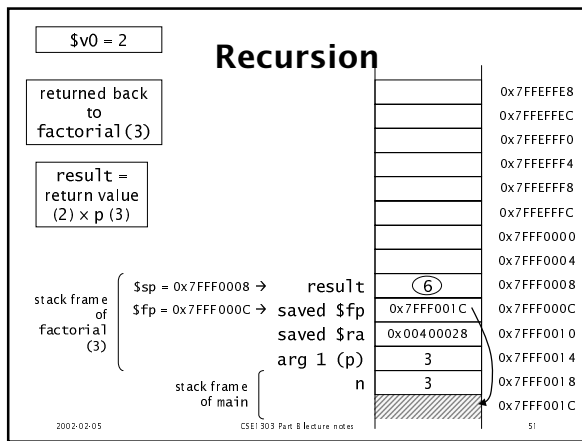 $v0 = 2
Recursion
returned back
to
factorial(3)
result =
return value
(2) × p (3)
0x7FFEFFE8
0x7FFEFFEC
0x7FFEFFF0
0x7FFEFFF4
0x7FFEFFF8
0x7FFEFFFC
0x7FFF0000
0x7FFF0004
$sp = 0x7FFF0008 → result 6 0x7FFF0008
$fp = 0x7FFF000C → saved $fp 0x7FFF001C 0x7FFF000C
stack frame
of
factorial
(3)
saved $ra 0x00400028 0x7FFF0010
arg 1 (p) 3 0x7FFF0014
n 3 0x7FFF0018
stack frame
of main
0x7FFF001C
2002-02-05 CSE1303 Part B lecture notes 51